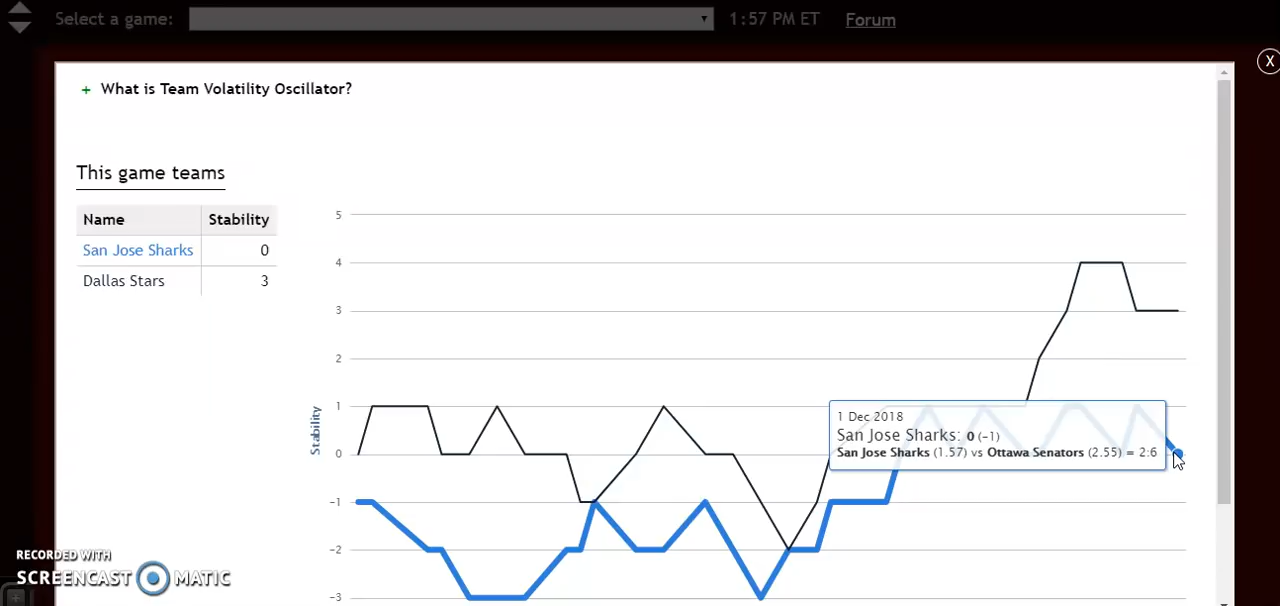 Select a game: 1:57 PM ET Forum
X
+ What is Team Volatility Oscillator?
This game teams
Name Stability
San Jose Sharks 0
Dallas Stars 3
Stability
5
4
3
2
1
0
-1
-2
-3
1 Dec 2018
San Jose Sharks: 0 (-1)
San Jose Sharks (1.57) vs Ottawa Senators (2.55) = 2:6
RECORDED WITH
SCREENCAST MATIC